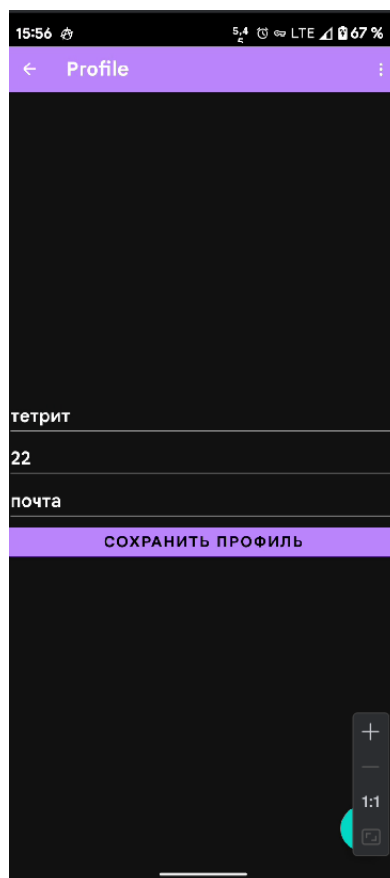 15:56 5,4 LTE 67 %
Profile
тетрит
22
почта
СОХРАНИТЬ ПРОФИЛЬ
1:1